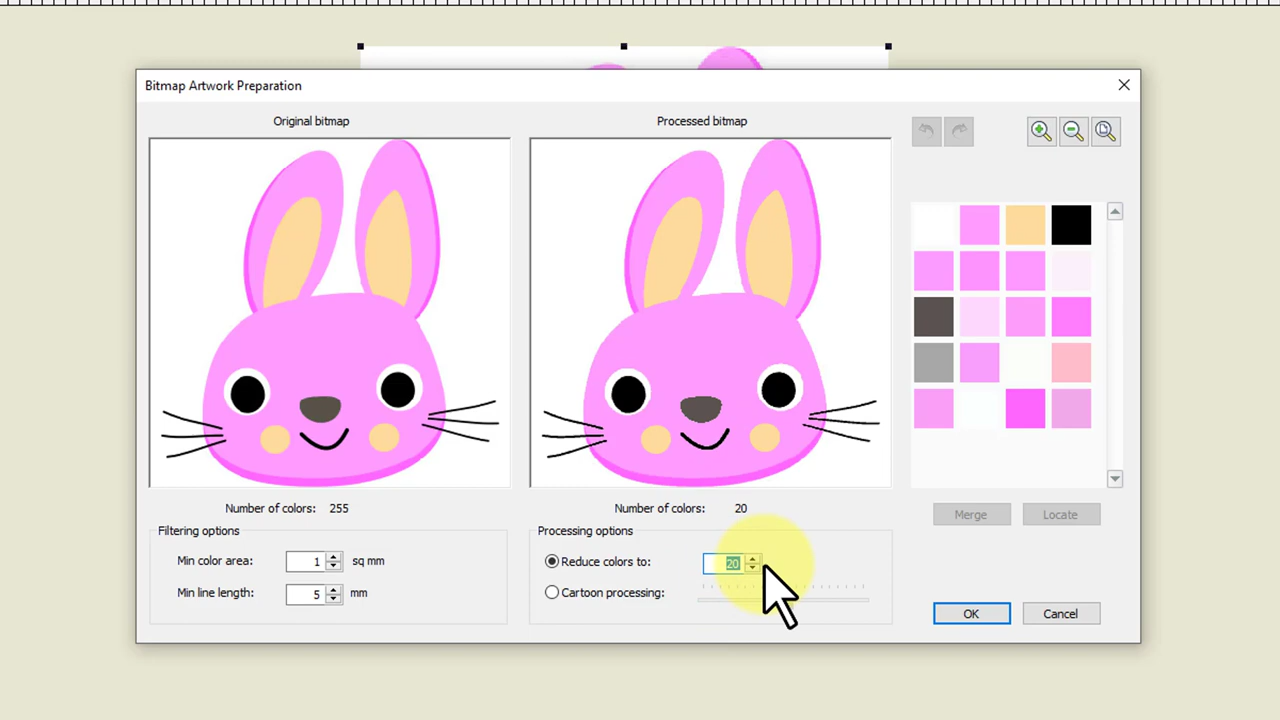 Bitmap Artwork Preparation
Original bitmap
Processed bitmap
Number of colors: 255
Number of colors: 20
Filtering options
Min color area: 1 sq mm
Min line length: 5 mm
Processing options
Reduce colors to: 20
Cartoon processing:
Merge
Locate
OK
Cancel